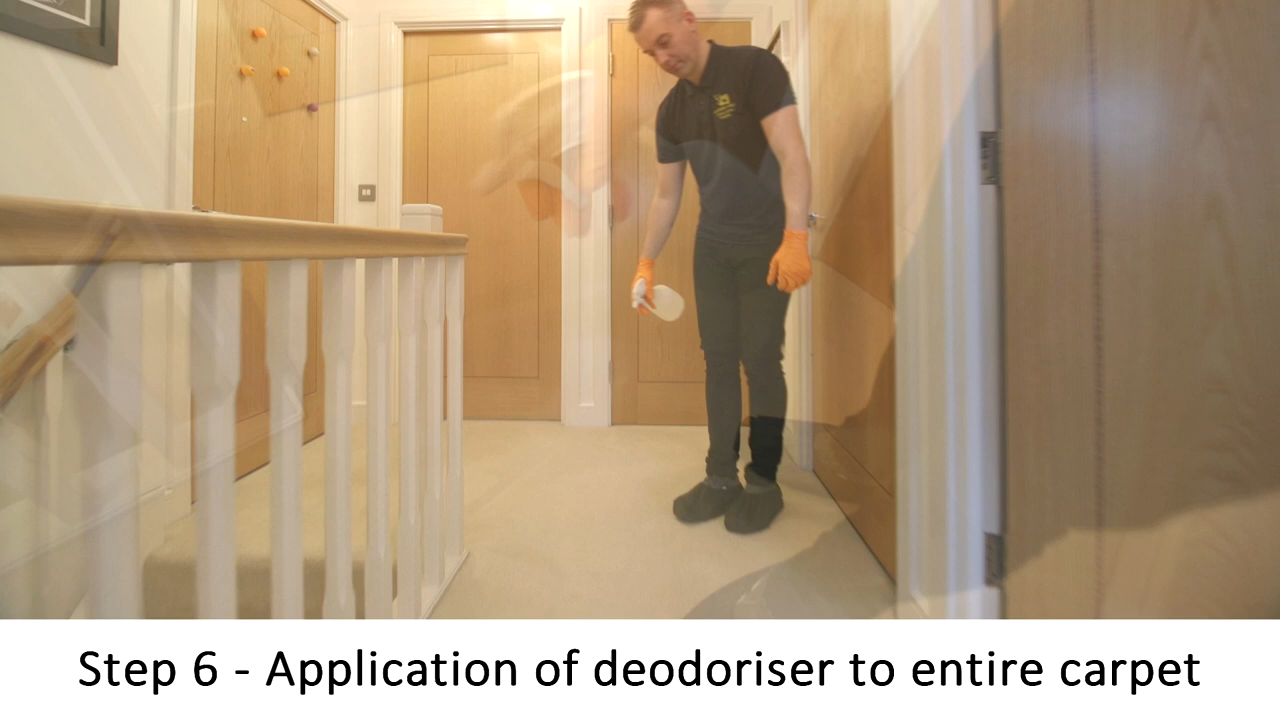 Step 6 - Application of deodoriser to entire carpet